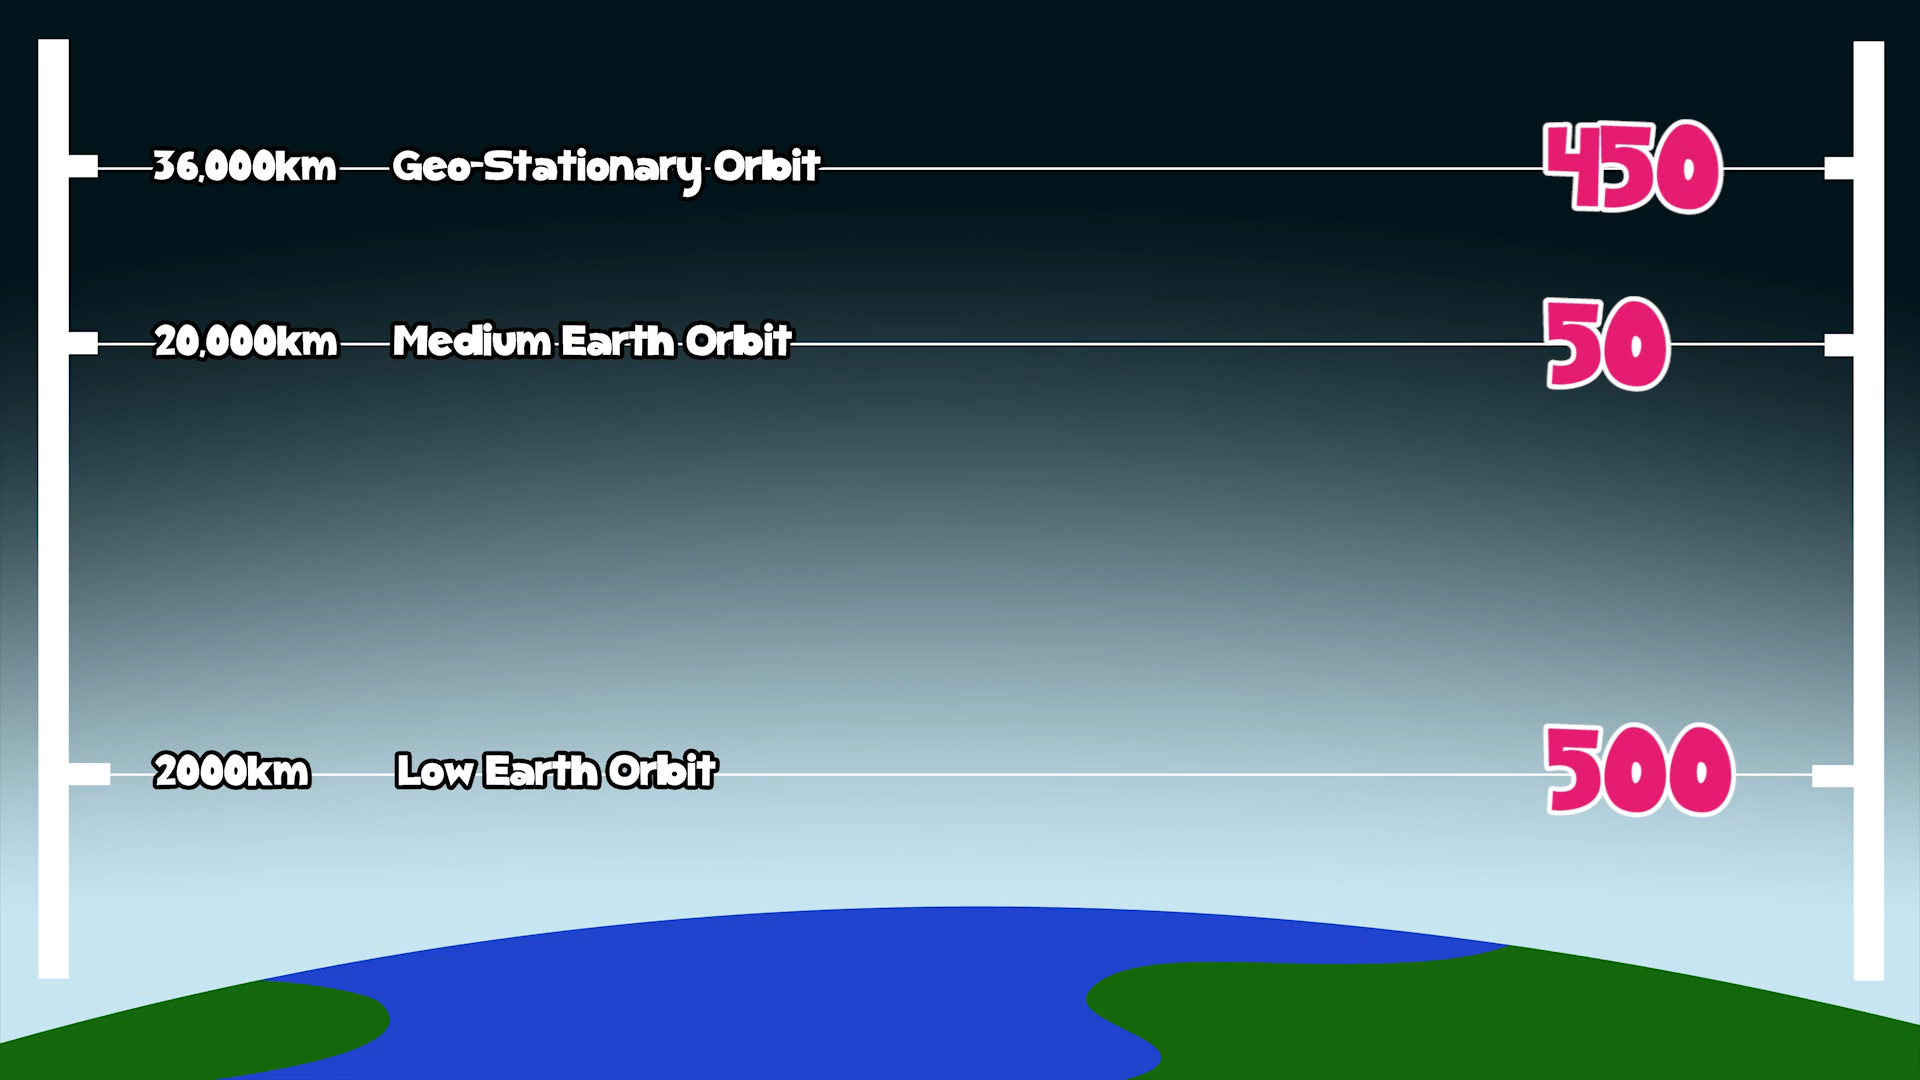 36,000km Geo-Stationary Orbit 450
20,000km Medium Earth Orbit 50
2000km Low Earth Orbit 500